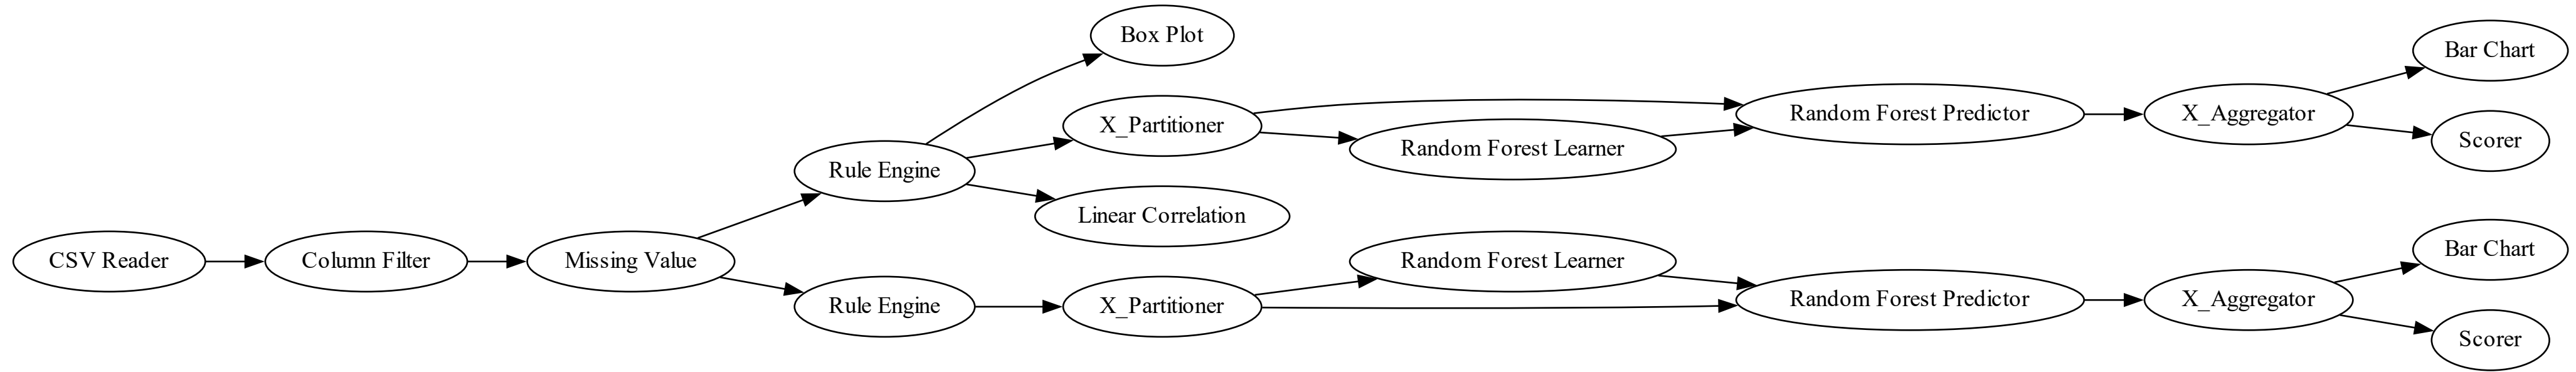 CSV Reader
Column Filter
Missing Value
Rule Engine
Box Plot
X_Partitioner
Linear Correlation
Random Forest Learner
Random Forest Predictor
X_Aggregator
Bar Chart
Scorer
Rule Engine
X_Partitioner
Random Forest Learner
Random Forest Predictor
X_Aggregator
Bar Chart
Scorer